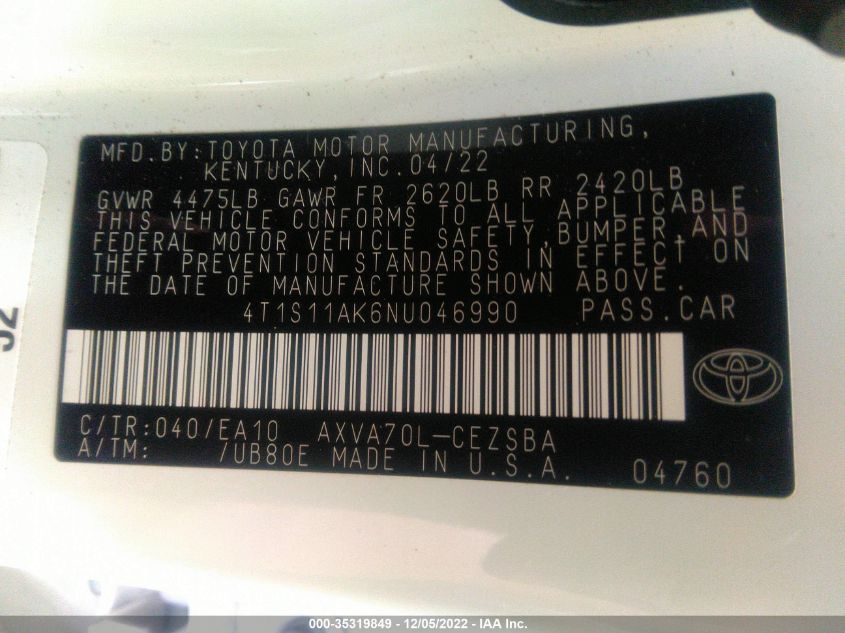 MFD.BY:TOYOTA MOTOR MANUFACTURING,
KENTUCKY,INC.04/22
GVWR 4475LB GAWR FR 2620LB RR 2420LB
THIS VEHICLE CONFORMS TO ALL APPLICABLE
FEDERAL MOTOR VEHICLE SAFETY,BUMPER,AND
THEFT PREVENTION STANDARDS IN EFFECT ON
THE DATE OF MANUFACTURE SHOWN ABOVE.
4T1S11AK6NU046990 PASS.CAR
C/TR:040/EA10 AXVA70L-CEZSBA
A/TM: /UB80E MADE IN U.S.A. 04760
000-35319849 - 12/05/2022 - IAA Inc.